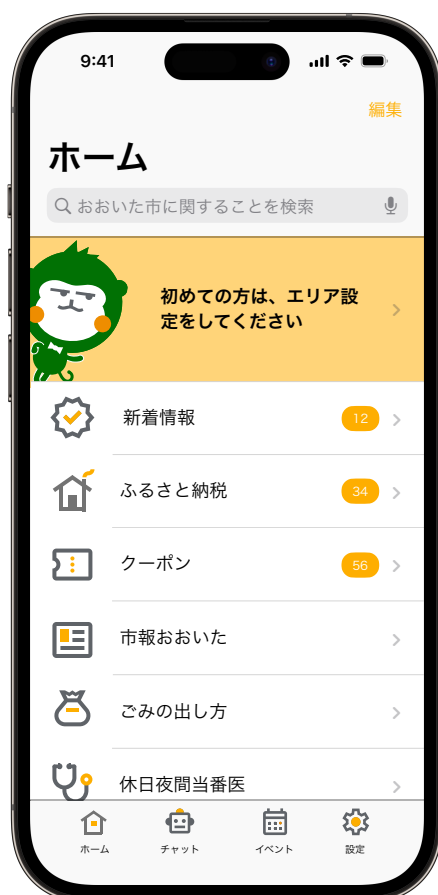 9:41
編集
ホーム
おおいた市に関することを検索
初めての方は、エリア設
定をしてください
新着情報
12
ふるさと納税
34
クーポン
56
市報おおいた
ごみの出し方
休日夜間当番医
ホーム
チャット
イベント
設定